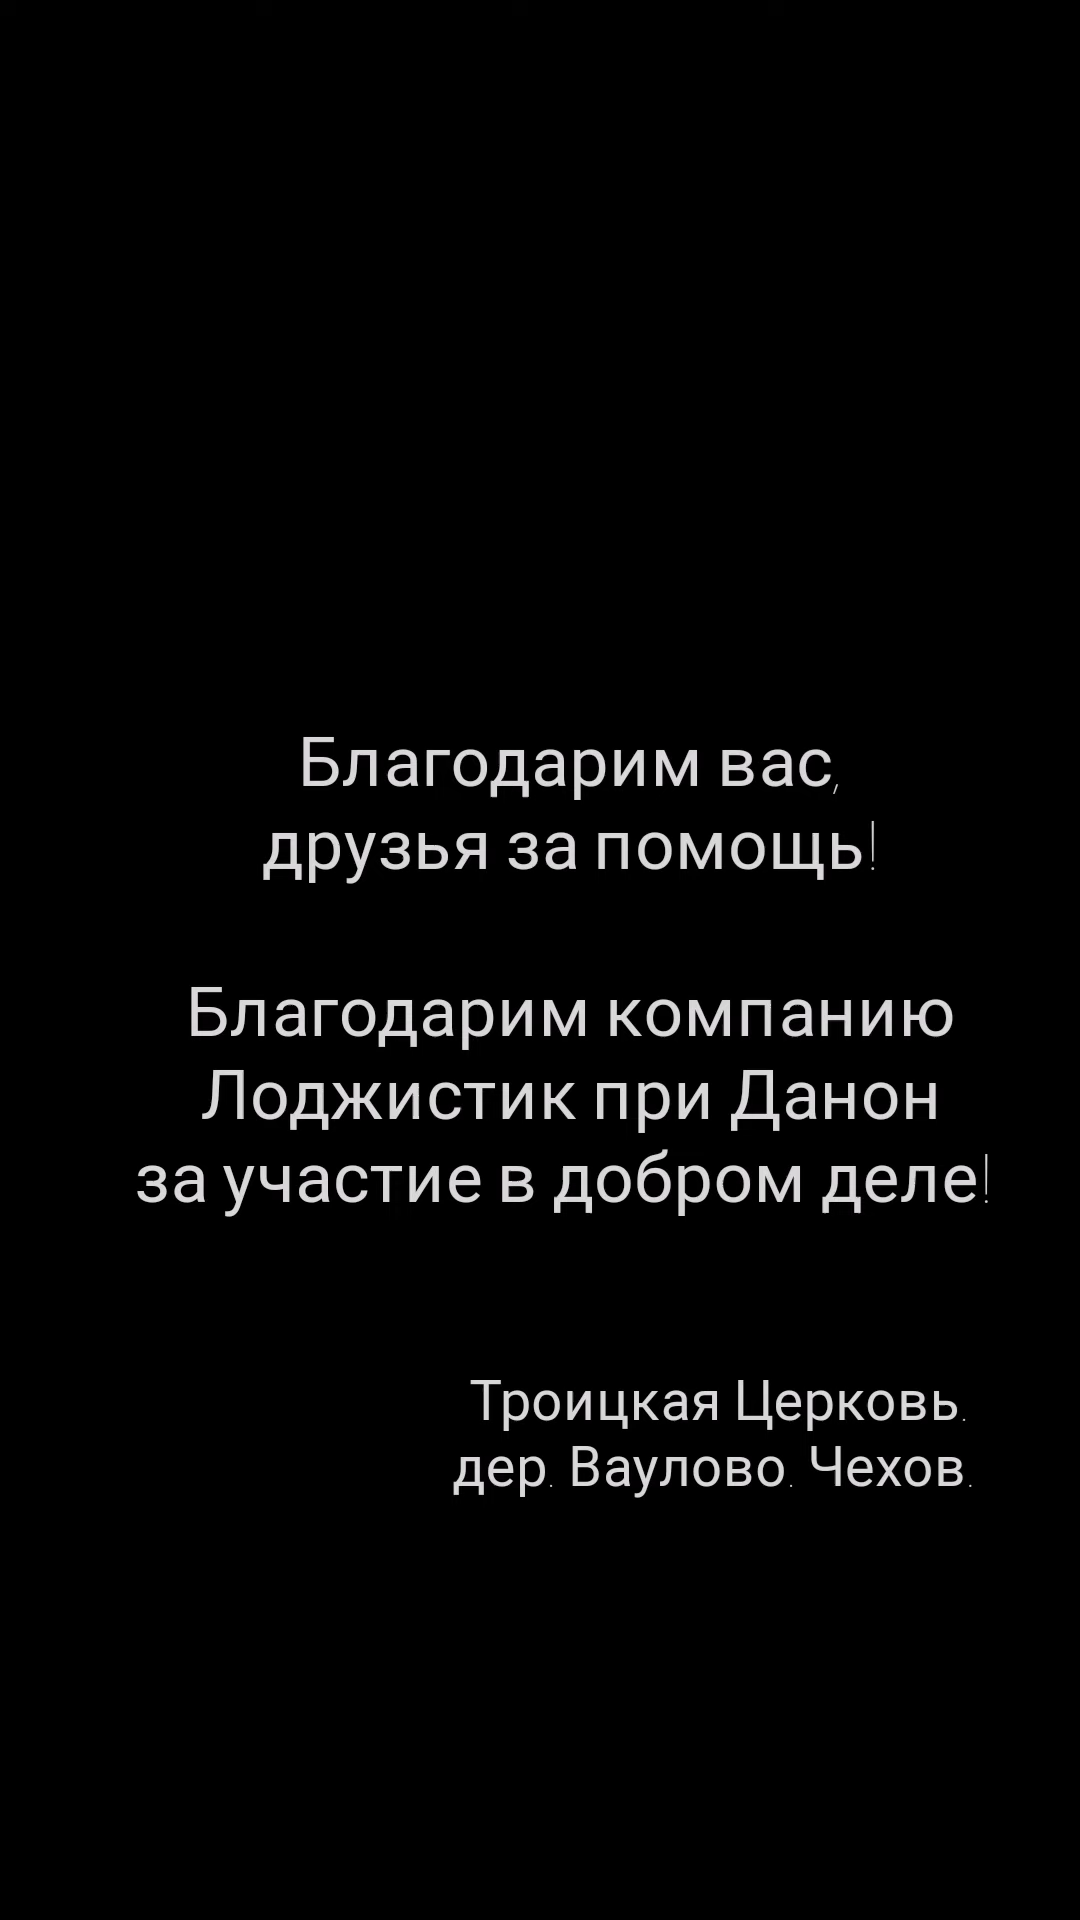 Благодарим вас,
друзья за помощь!
Благодарим компанию
Лоджистик при Данон
за участие в добром деле!
Троицкая Церковь.
дер. Ваулово. Чехов.